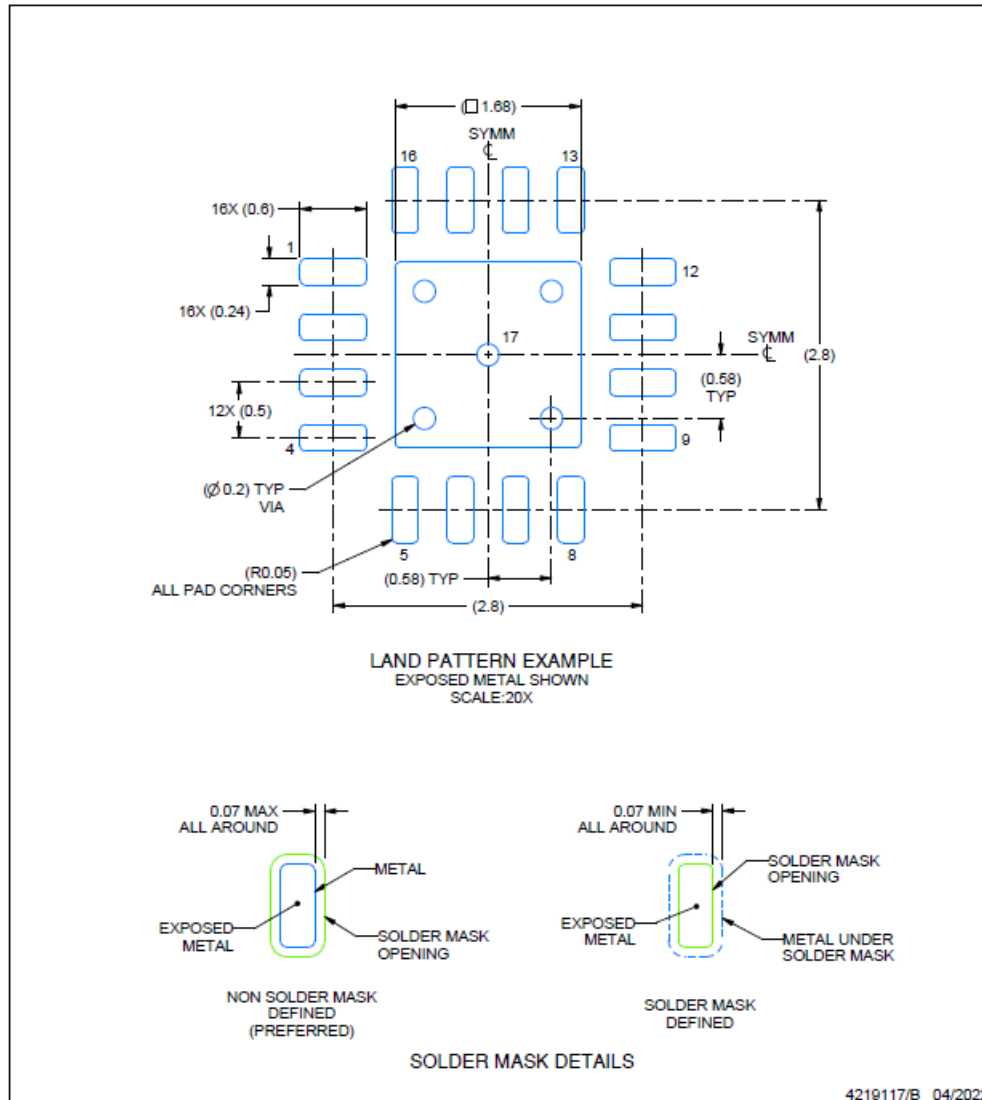 (□ 1.68)
SYMM
℄
16
13
16X (0.6)
1
12
16X (0.24)
17
SYMM
℄
(2.8)
(0.58)
TYP
12X (0.5)
4
9
(Ø 0.2) TYP
VIA
(R0.05)
ALL PAD CORNERS
5
8
(0.58) TYP
(2.8)
LAND PATTERN EXAMPLE
EXPOSED METAL SHOWN
SCALE:20X
0.07 MAX
ALL AROUND
METAL
EXPOSED
METAL
SOLDER MASK
OPENING
NON SOLDER MASK
DEFINED
(PREFERRED)
0.07 MIN
ALL AROUND
SOLDER MASK
OPENING
EXPOSED
METAL
METAL UNDER
SOLDER MASK
SOLDER MASK
DEFINED
SOLDER MASK DETAILS
4219117/B